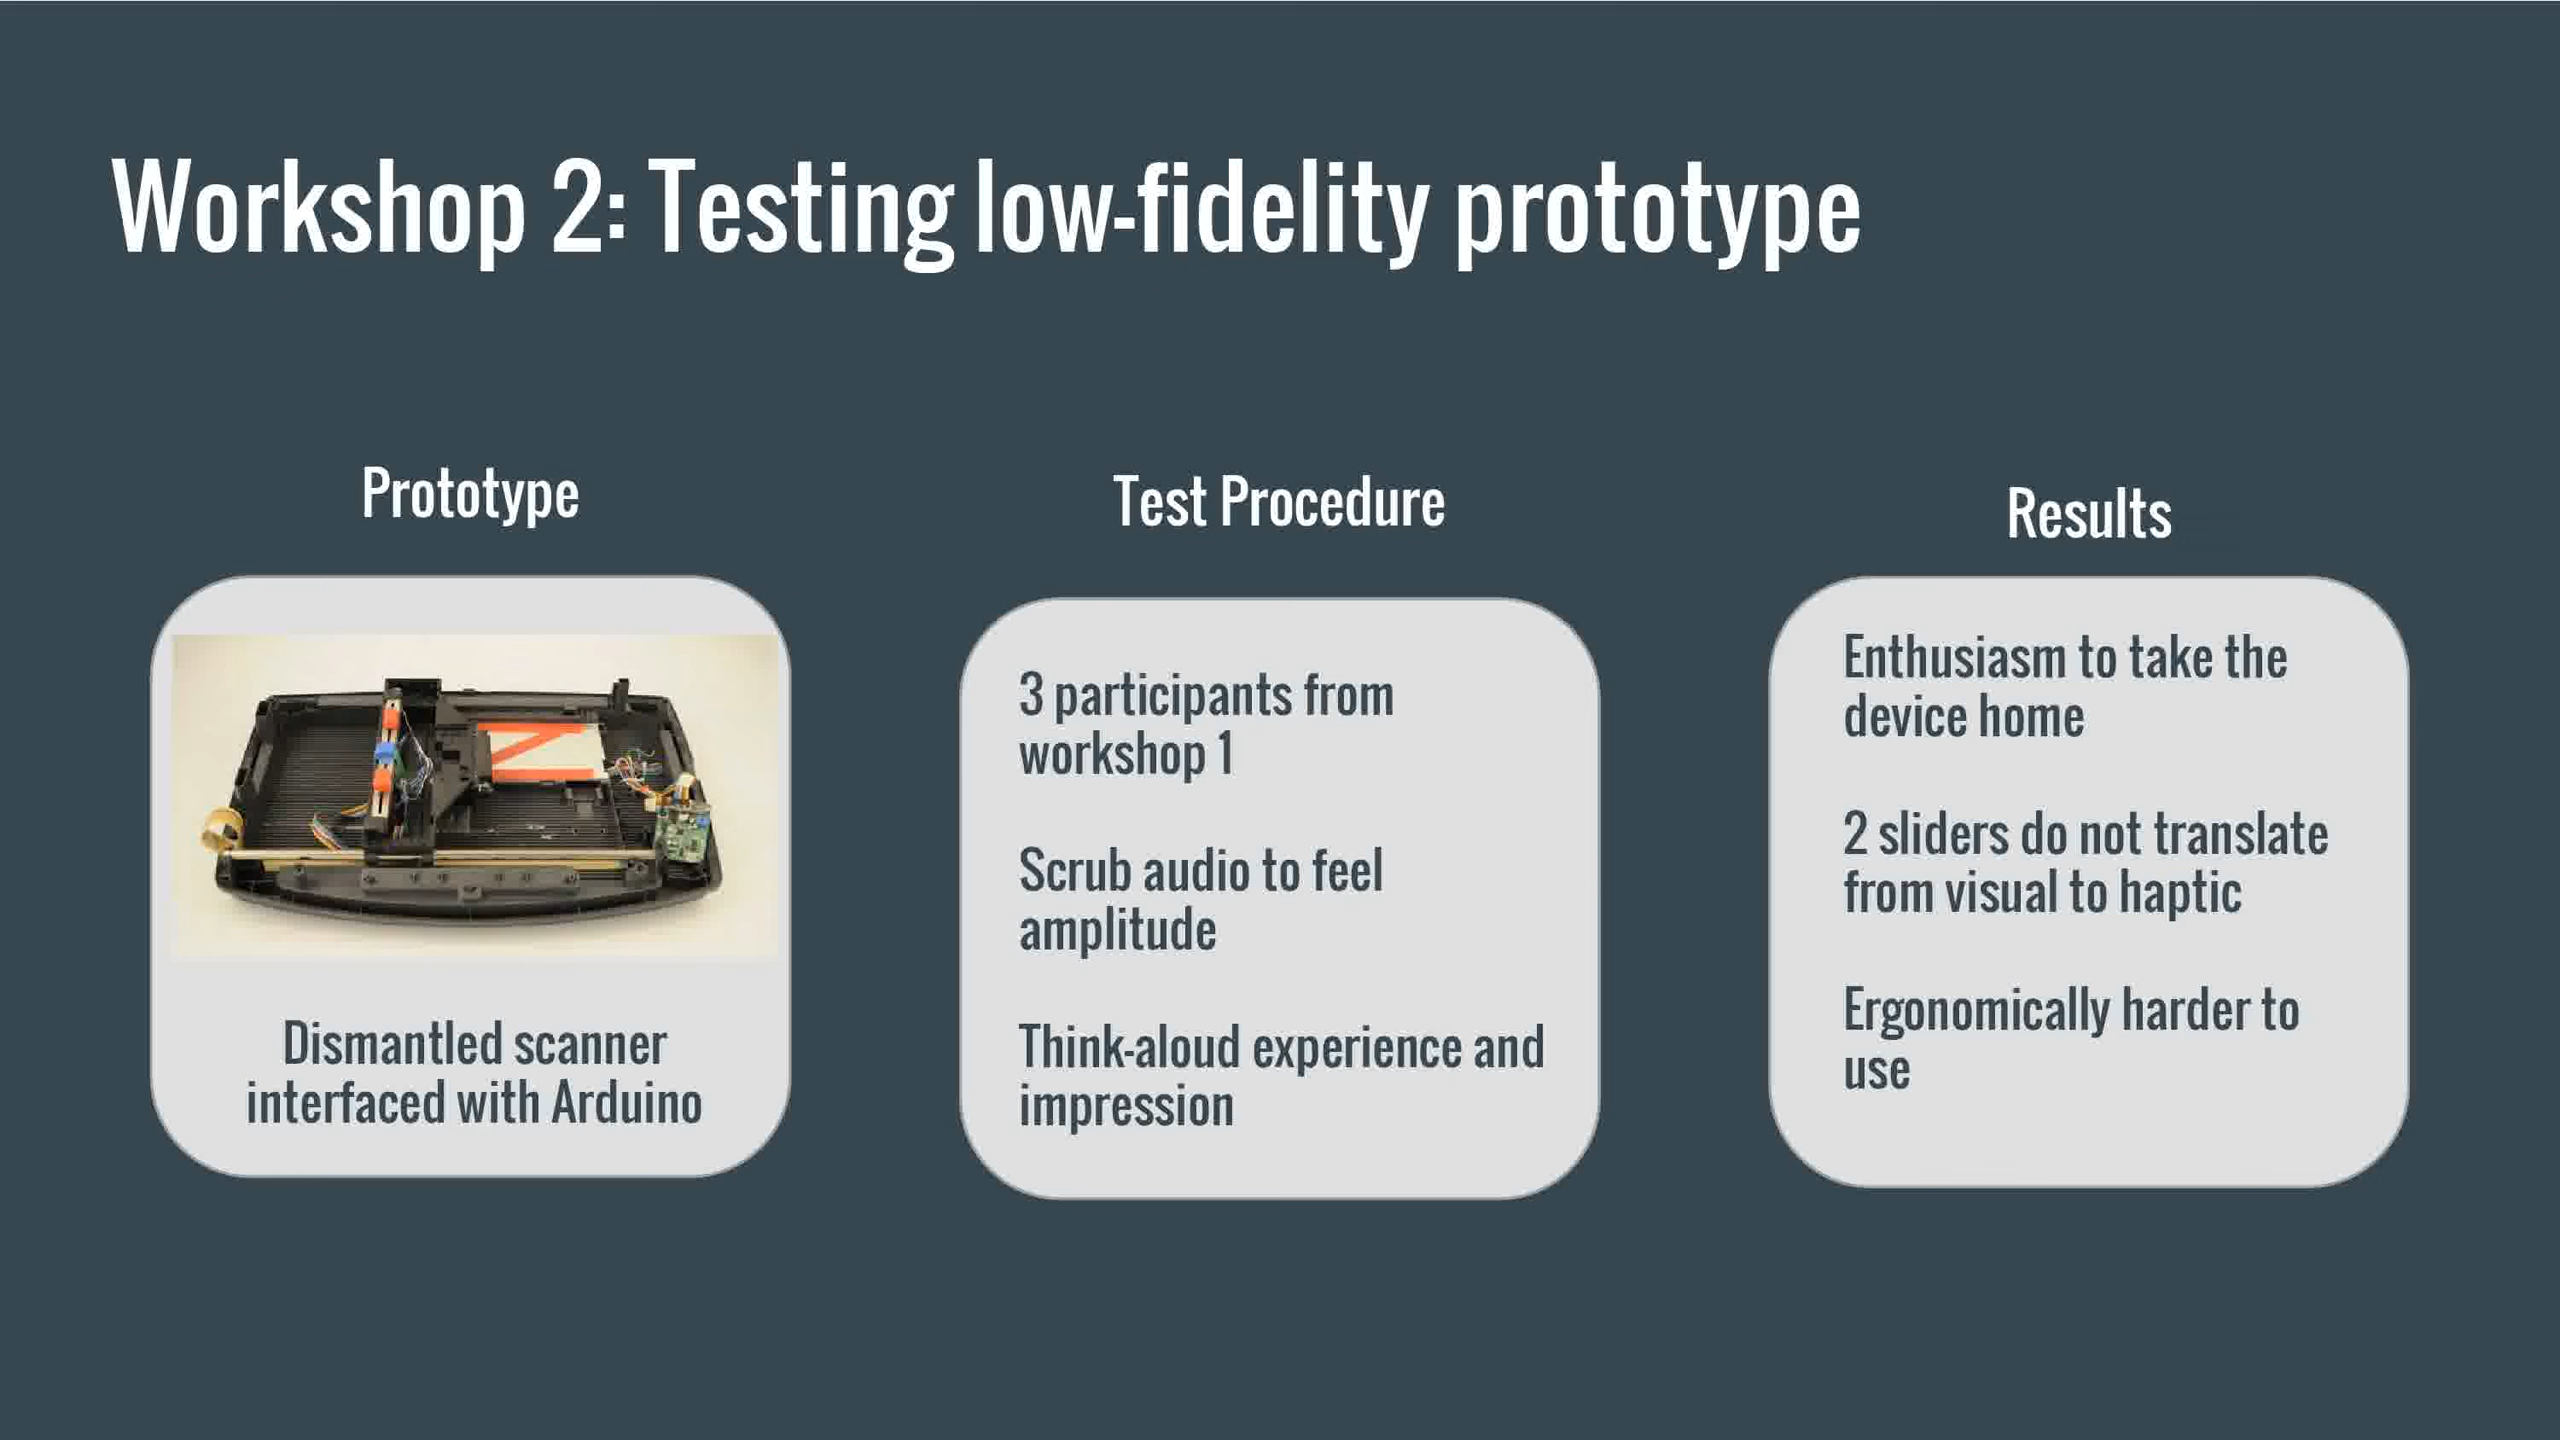 Workshop 2: Testing low-fidelity prototype
Prototype
Dismantled scanner
interfaced with Arduino
Test Procedure
3 participants from
workshop 1
Scrub audio to feel
amplitude
Think-aloud experience and
impression
Results
Enthusiasm to take the
device home
2 sliders do not translate
from visual to haptic
Ergonomically harder to
use